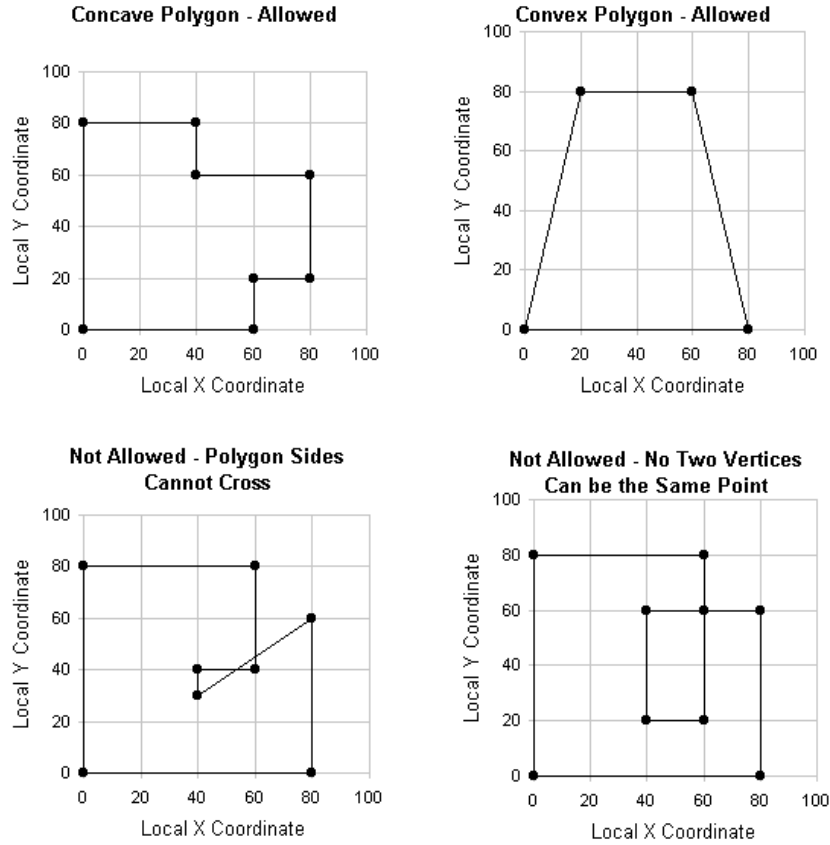 Concave Polygon - Allowed
100
80
60
40
20
0
0 20 40 60 80 100
Local Y Coordinate
Local X Coordinate
Convex Polygon - Allowed
100
80
60
40
20
0
0 20 40 60 80 100
Local Y Coordinate
Local X Coordinate
Not Allowed - Polygon Sides
Cannot Cross
100
80
60
40
20
0
0 20 40 60 80 100
Local Y Coordinate
Local X Coordinate
Not Allowed - No Two Vertices
Can be the Same Point
100
80
60
40
20
0
0 20 40 60 80 100
Local Y Coordinate
Local X Coordinate